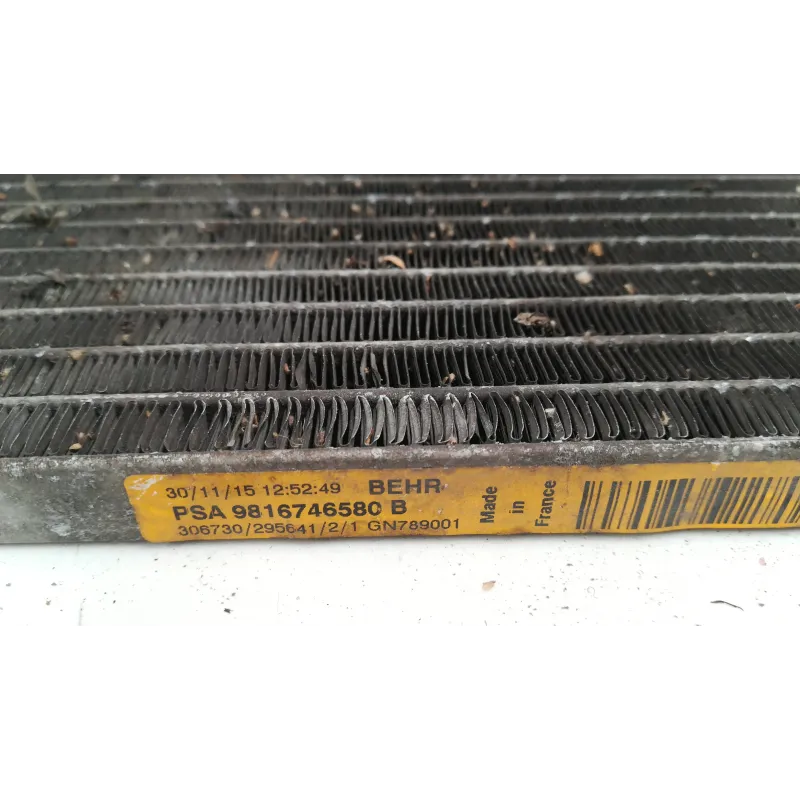 30/11/15 12:52:49 BEHR
PSA 9816746580 B
306730/295641/2/1 GN789001
Made
in
France